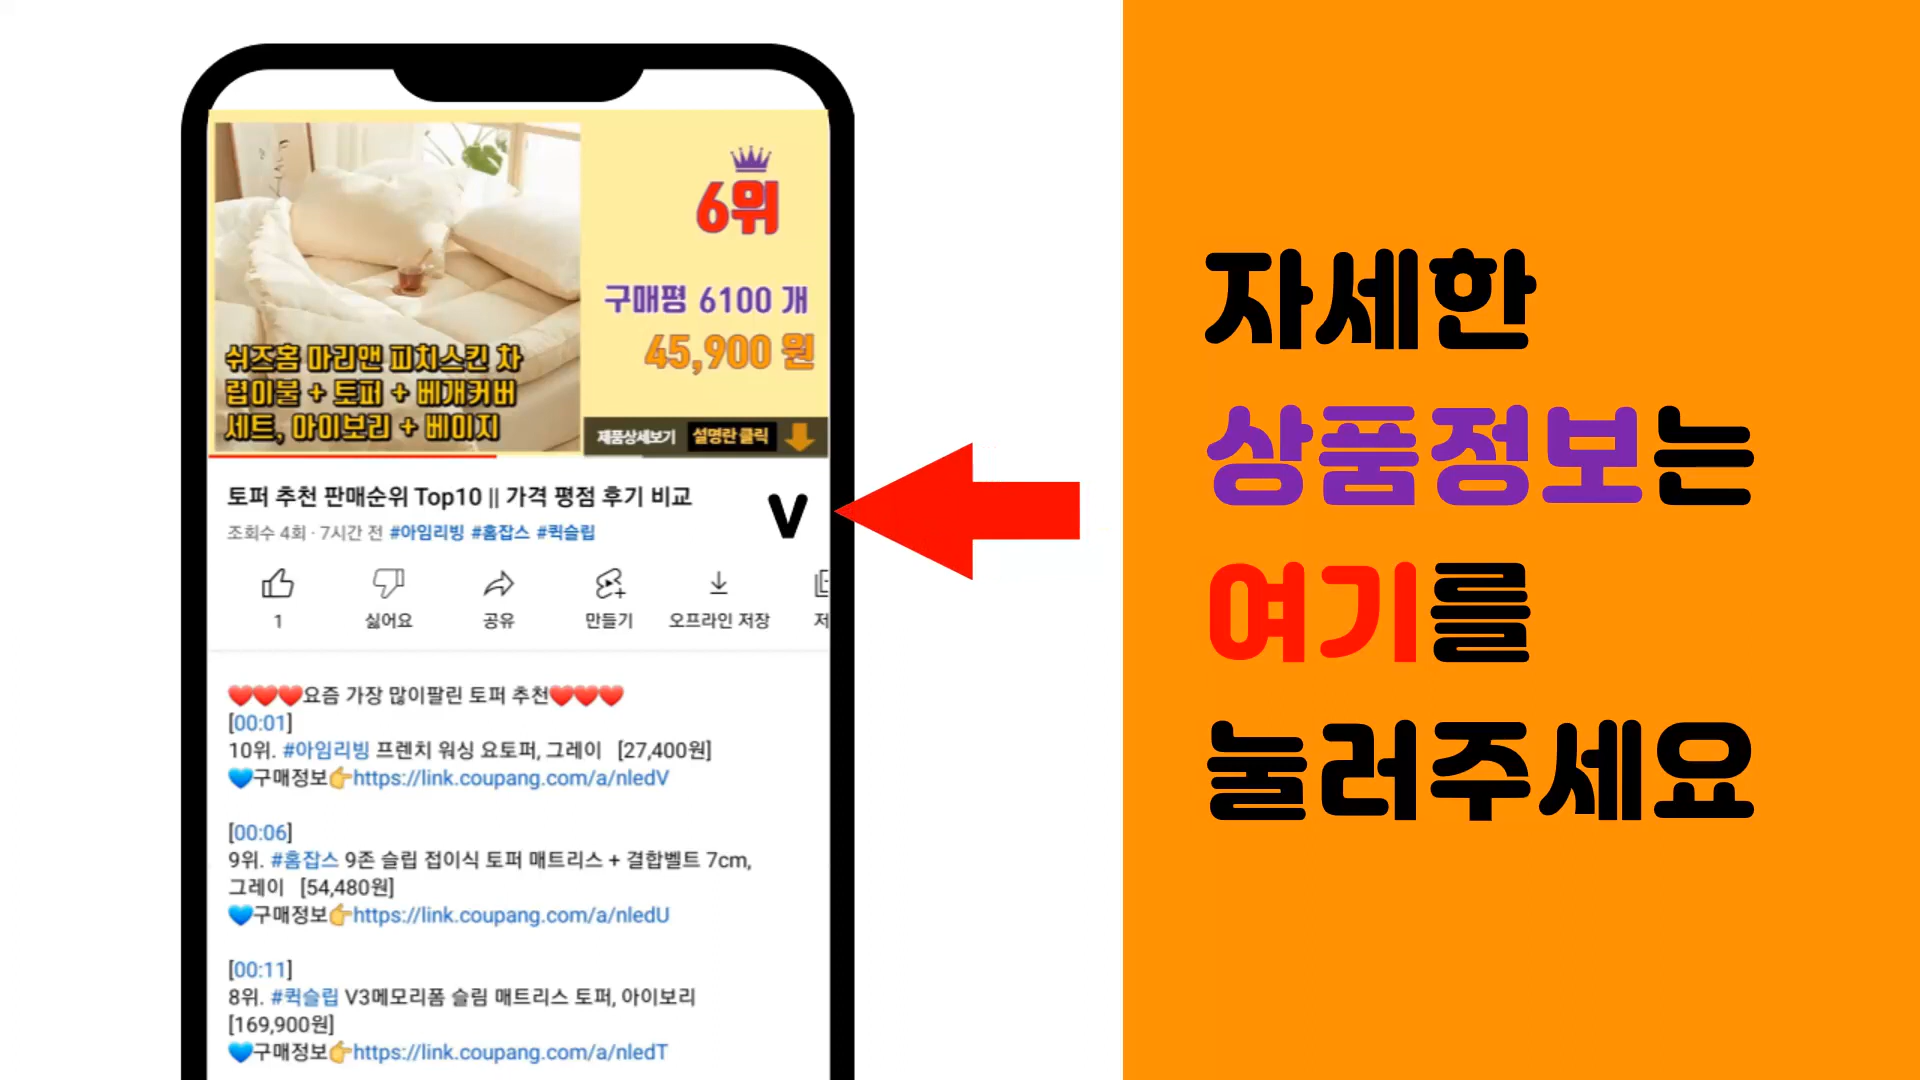 6위
구매평 6100 개
45,900 원
쉬즈홈 마리앤 피치스킨 차
렵이불 + 토퍼 + 베개커버
세트, 아이보리 + 베이지
제품상세보기 설명란 클릭
토퍼 추천 판매순위 Top10 || 가격 평점 후기 비교
V
조회수 4회 · 7시간 전 #아임리빙 #홈잡스 #퀵슬립
1 싫어요 공유 만들기 오프라인 저장 저
❤❤❤요즘 가장 많이팔린 토퍼 추천❤❤❤
[00:01]
10위. #아임리빙 프렌치 워싱 요토퍼, 그레이 [27,400원]
💙구매정보👉https://link.coupang.com/a/nledV
[00:06]
9위. #홈잡스 9존 슬립 접이식 토퍼 매트리스 + 결합벨트 7cm,
그레이 [54,480원]
💙구매정보👉https://link.coupang.com/a/nledU
[00:11]
8위. #퀵슬립 V3메모리폼 슬림 매트리스 토퍼, 아이보리
[169,900원]
💙구매정보👉https://link.coupang.com/a/nledT
자세한
상품정보는
여기를
눌러주세요